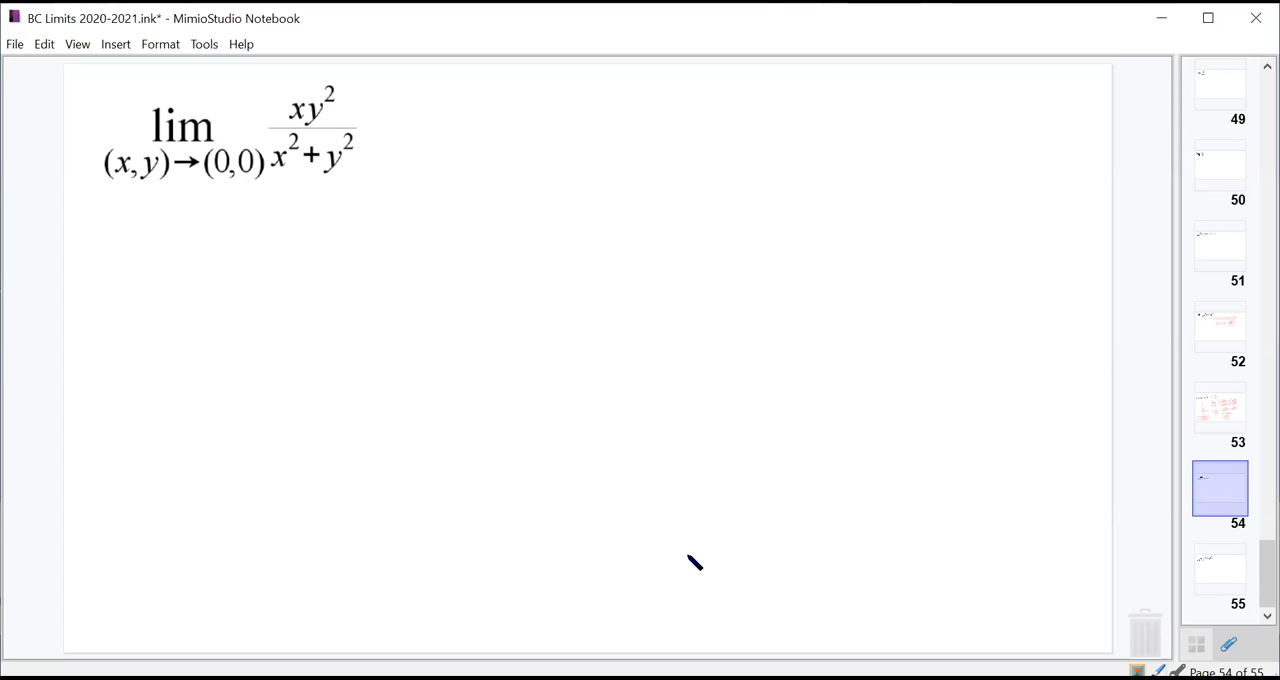 BC Limits 2020-2021.ink* - MimioStudio Notebook
File Edit View Insert Format Tools Help
lim (x,y)→(0,0) xy²/x²+y²
49
50
51
52
53
54
55
Page 54 of 55